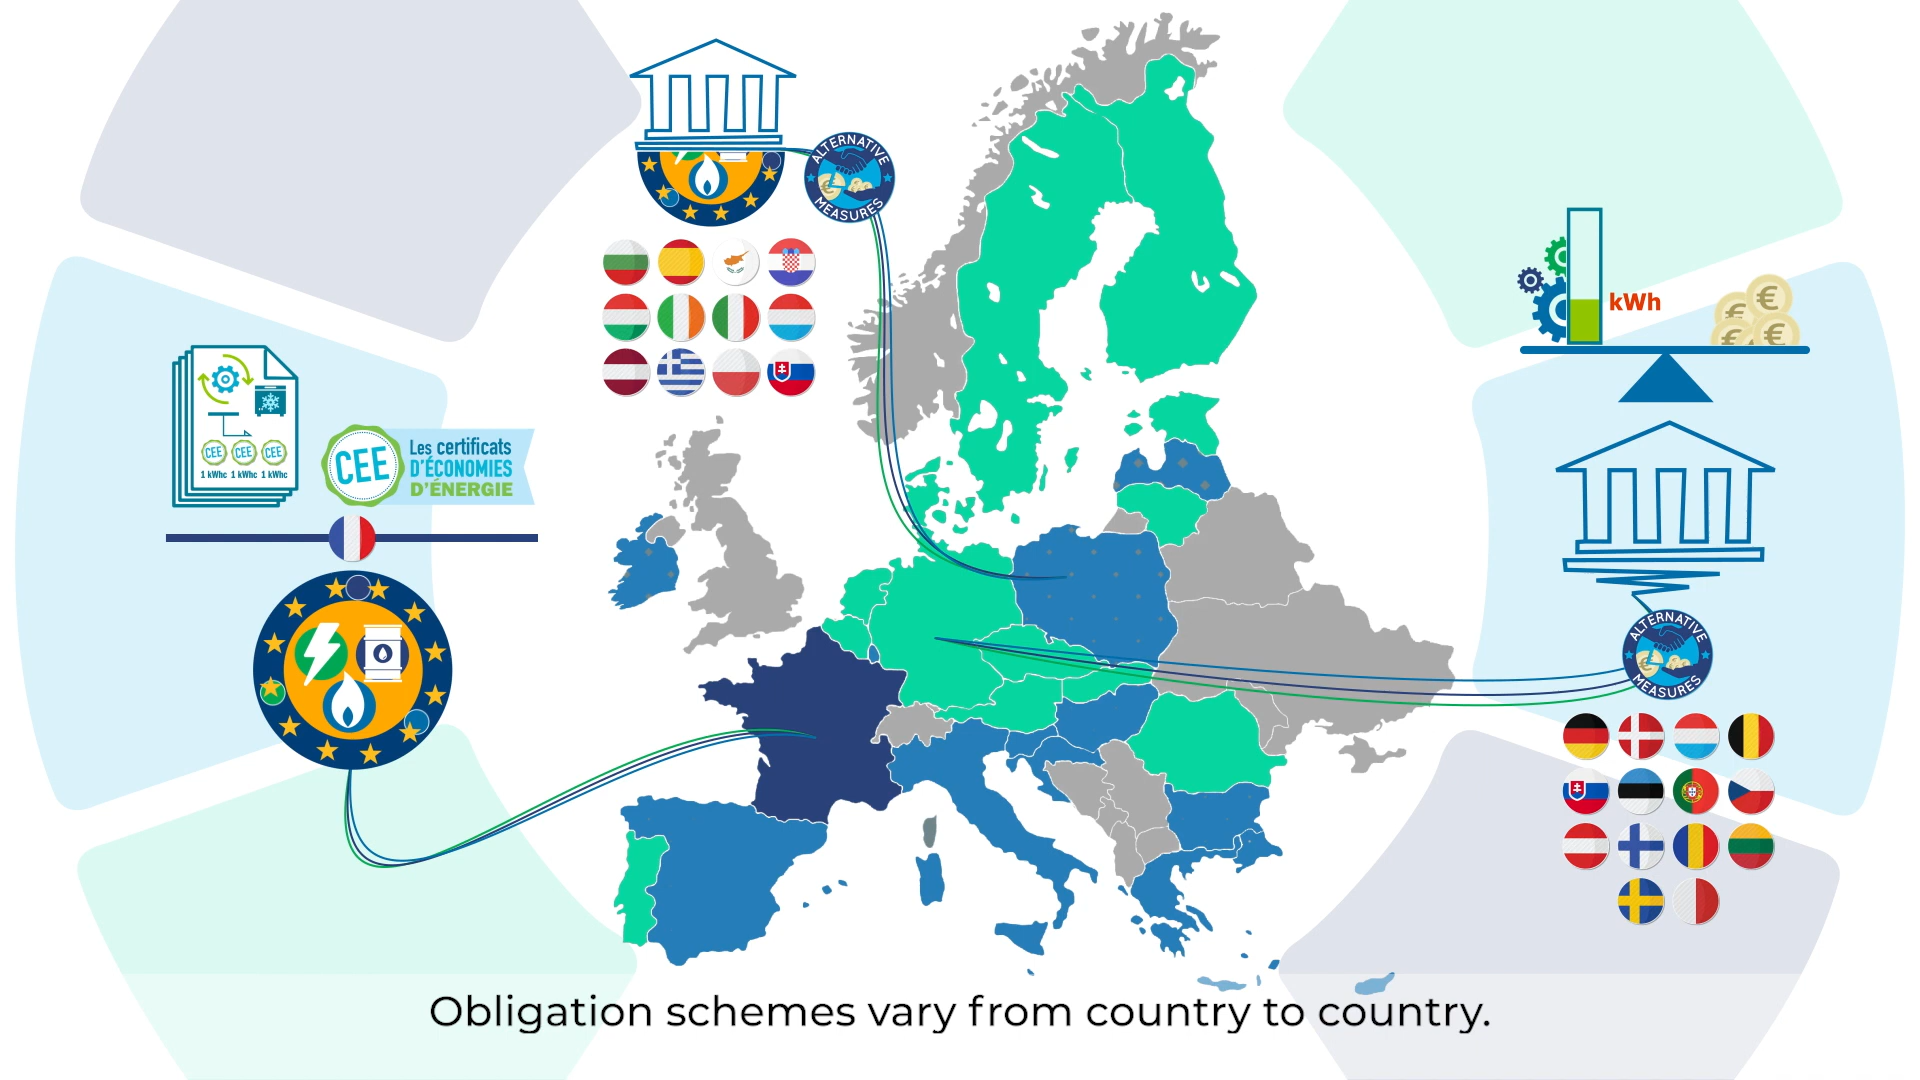 ALTERNATIVE
MEASURES
kWh
€
€
€
€
CEE CEE CEE
1 kWhc 1 kWhc 1 kWhc
CEE
Les certificats
D'ÉCONOMIES
D'ÉNERGIE
ALTERNATIVE
MEASURES
Obligation schemes vary from country to country.